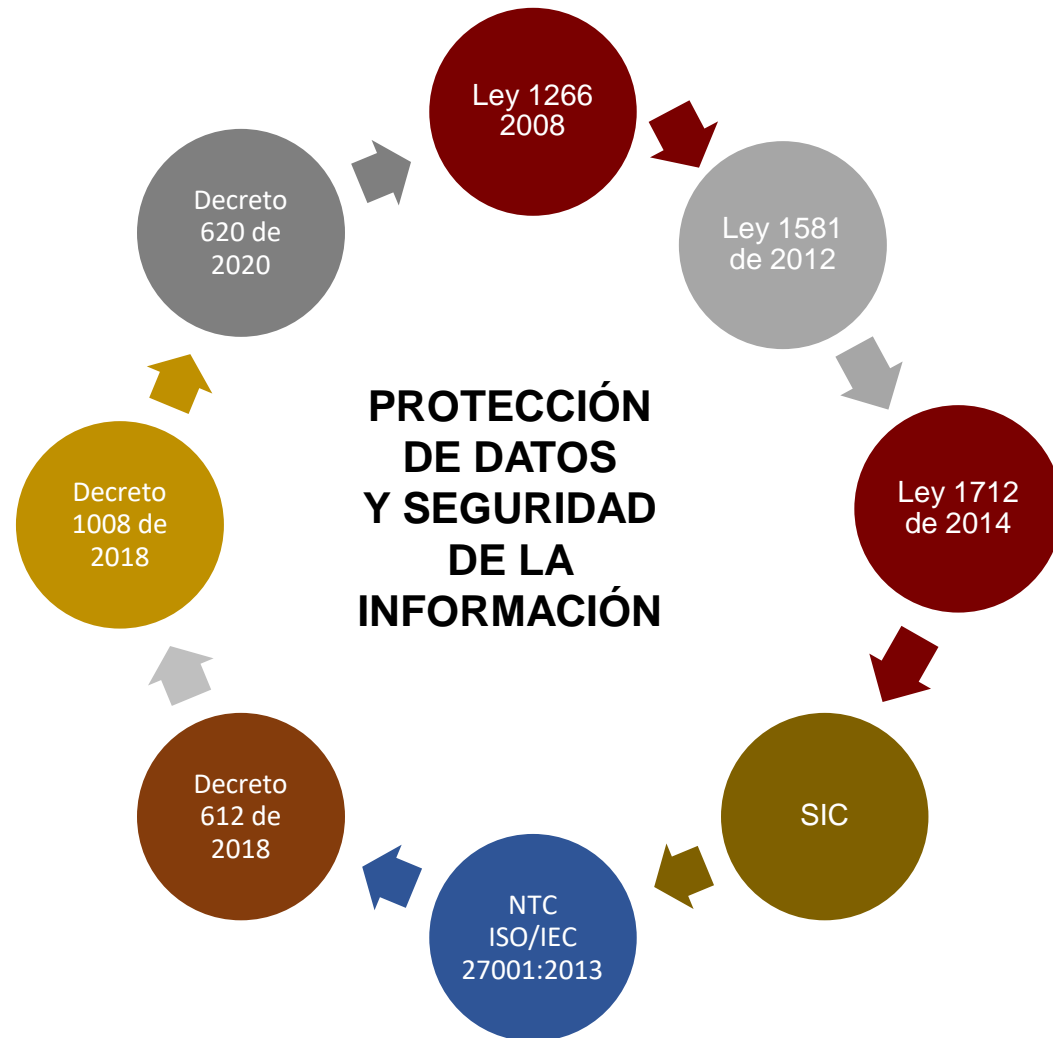 Ley 1266
2008
Ley 1581
de 2012
Ley 1712
de 2014
SIC
NTC
ISO/IEC
27001:2013
Decreto
612 de
2018
Decreto
1008 de
2018
Decreto
620 de
2020
PROTECCIÓN
DE DATOS
Y SEGURIDAD
DE LA
INFORMACIÓN